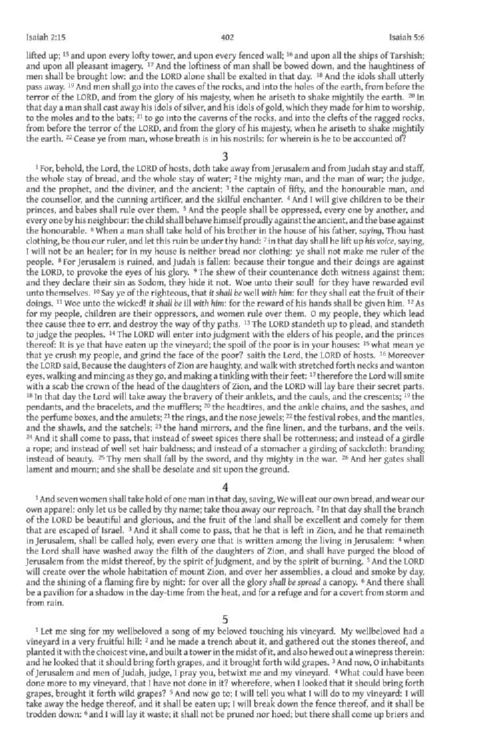 Isaiah 2:15 402 Isaiah 5:6
lifted up; 15 and upon every lofty tower, and upon every fenced wall; 16 and upon all the ships of Tarshish;
and upon all pleasant imagery. 17 And the loftiness of man shall be bowed down, and the haughtiness of
men shall be brought low: and the LORD alone shall be exalted in that day. 18 And the idols shall utterly
pass away. 19 And men shall go into the caves of the rocks, and into the holes of the earth, from before the
terror of the LORD, and from the glory of his majesty, when he ariseth to shake mightily the earth. 20 In
that day a man shall cast away his idols of silver, and his idols of gold, which they made for him to worship,
to the moles and to the bats; 21 to go into the caverns of the rocks, and into the clefts of the ragged rocks,
from before the terror of the LORD, and from the glory of his majesty, when he ariseth to shake mightily
the earth. 22 Cease ye from man, whose breath is in his nostrils; for wherein is he to be accounted of?
3
1 For, behold, the Lord, the LORD of hosts, doth take away from Jerusalem and from Judah stay and staff,
the whole stay of bread, and the whole stay of water; 2 the mighty man, and the man of war; the judge,
and the prophet, and the diviner, and the ancient; 3 the captain of fifty, and the honourable man, and
the counsellor, and the cunning artificer, and the skilful enchanter. 4 And I will give children to be their
princes, and babes shall rule over them. 5 And the people shall be oppressed, every one by another, and
every one by his neighbour: the child shall behave himself proudly against the ancient, and the base against
the honourable. 6 When a man shall take hold of his brother in the house of his father, saying, Thou hast
clothing, be thou our ruler, and let this ruin be under thy hand: 7 in that day shall he lift up his voice, saying,
I will not be an healer; for in my house is neither bread nor clothing: ye shall not make me ruler of the
people. 8 For Jerusalem is ruined, and Judah is fallen: because their tongue and their doings are against
the LORD, to provoke the eyes of his glory. 9 The shew of their countenance doth witness against them;
and they declare their sin as Sodom, they hide it not. Woe unto their soul! for they have rewarded evil
unto themselves. 10 Say ye of the righteous, that it shall be well with him: for they shall eat the fruit of their
doings. 11 Woe unto the wicked! it shall be ill with him: for the reward of his hands shall be given him. 12 As
for my people, children are their oppressors, and women rule over them. O my people, they which lead
thee cause thee to err, and destroy the way of thy paths. 13 The LORD standeth up to plead, and standeth
to judge the peoples. 14 The LORD will enter into judgment with the elders of his people, and the princes
thereof: It is ye that have eaten up the vineyard; the spoil of the poor is in your houses: 15 what mean ye
that ye crush my people, and grind the face of the poor? saith the Lord, the LORD of hosts. 16 Moreover
the LORD said, Because the daughters of Zion are haughty, and walk with stretched forth necks and wanton
eyes, walking and mincing as they go, and making a tinkling with their feet: 17 therefore the Lord will smite
with a scab the crown of the head of the daughters of Zion, and the LORD will lay bare their secret parts.
18 In that day the Lord will take away the bravery of their anklets, and the cauls, and the crescents; 19 the
pendants, and the bracelets, and the mufflers; 20 the headtires, and the ankle chains, and the sashes, and
the perfume boxes, and the amulets; 21 the rings, and the nose jewels; 22 the festival robes, and the mantles,
and the shawls, and the satchels; 23 the hand mirrors, and the fine linen, and the turbans, and the veils.
24 And it shall come to pass, that instead of sweet spices there shall be rottenness; and instead of a girdle
a rope; and instead of well set hair baldness; and instead of a stomacher a girding of sackcloth: branding
instead of beauty. 25 Thy men shall fall by the sword, and thy mighty in the war. 26 And her gates shall
lament and mourn; and she shall be desolate and sit upon the ground.
4
1 And seven women shall take hold of one man in that day, saying, We will eat our own bread, and wear our
own apparel: only let us be called by thy name; take thou away our reproach. 2 In that day shall the branch
of the LORD be beautiful and glorious, and the fruit of the land shall be excellent and comely for them
that are escaped of Israel. 3 And it shall come to pass, that he that is left in Zion, and he that remaineth
in Jerusalem, shall be called holy, even every one that is written among the living in Jerusalem: 4 when
the Lord shall have washed away the filth of the daughters of Zion, and shall have purged the blood of
Jerusalem from the midst thereof, by the spirit of judgment, and by the spirit of burning. 5 And the LORD
will create over the whole habitation of mount Zion, and over her assemblies, a cloud and smoke by day,
and the shining of a flaming fire by night: for over all the glory shall be spread a canopy. 6 And there shall
be a pavilion for a shadow in the day-time from the heat, and for a refuge and for a covert from storm and
from rain.
5
1 Let me sing for my wellbeloved a song of my beloved touching his vineyard. My wellbeloved had a
vineyard in a very fruitful hill: 2 and he made a trench about it, and gathered out the stones thereof, and
planted it with the choicest vine, and built a tower in the midst of it, and also hewed out a winepress therein:
and he looked that it should bring forth grapes, and it brought forth wild grapes. 3 And now, O inhabitants
of Jerusalem and men of Judah, judge, I pray you, betwixt me and my vineyard. 4 What could have been
done more to my vineyard, that I have not done in it? wherefore, when I looked that it should bring forth
grapes, brought it forth wild grapes? 5 And now go to; I will tell you what I will do to my vineyard: I will
take away the hedge thereof, and it shall be eaten up; I will break down the fence thereof, and it shall be
trodden down: 6 and I will lay it waste; it shall not be pruned nor hoed; but there shall come up briers and